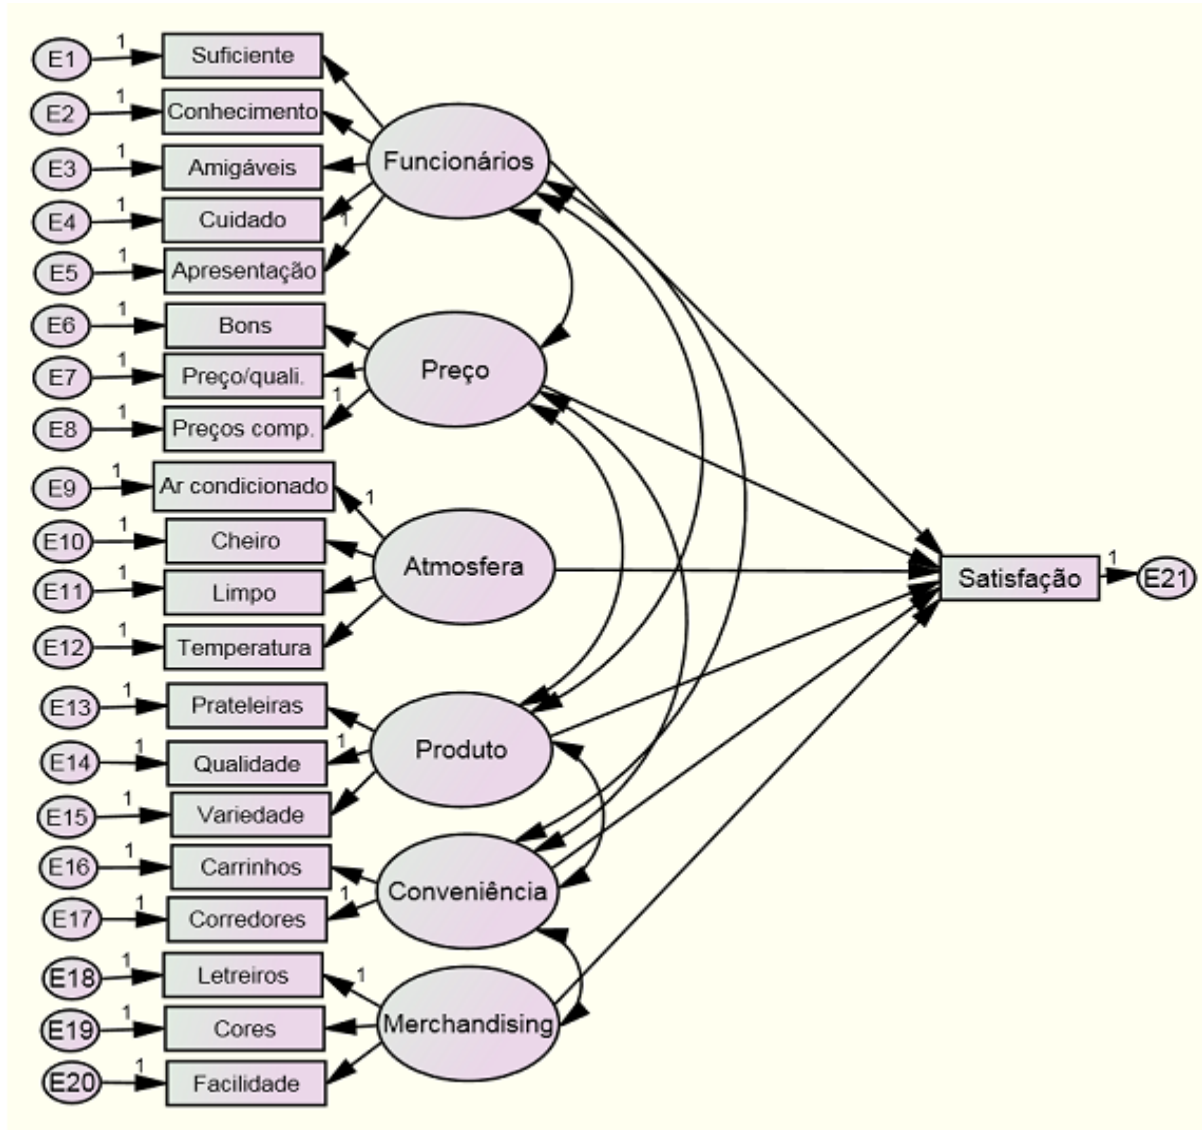 E1 1 Suficiente
E2 1 Conhecimento
Funcionários
E3 1 Amigáveis
E4 1 Cuidado
1
E5 1 Apresentação
E6 1 Bons
Preço
E7 1 Preço/quali.
1
E8 1 Preços comp.
E9 1 Ar condicionado 1
E10 1 Cheiro
Atmosfera
E11 1 Limpo
Satisfação 1 E21
E12 1 Temperatura
E13 1 Prateleiras
1
Produto
E14 1 Qualidade
E15 1 Variedade
E16 1 Carrinhos
Conveniência
1
E17 1 Corredores
E18 1 Letreiros 1
E19 1 Cores
Merchandising
E20 1 Facilidade